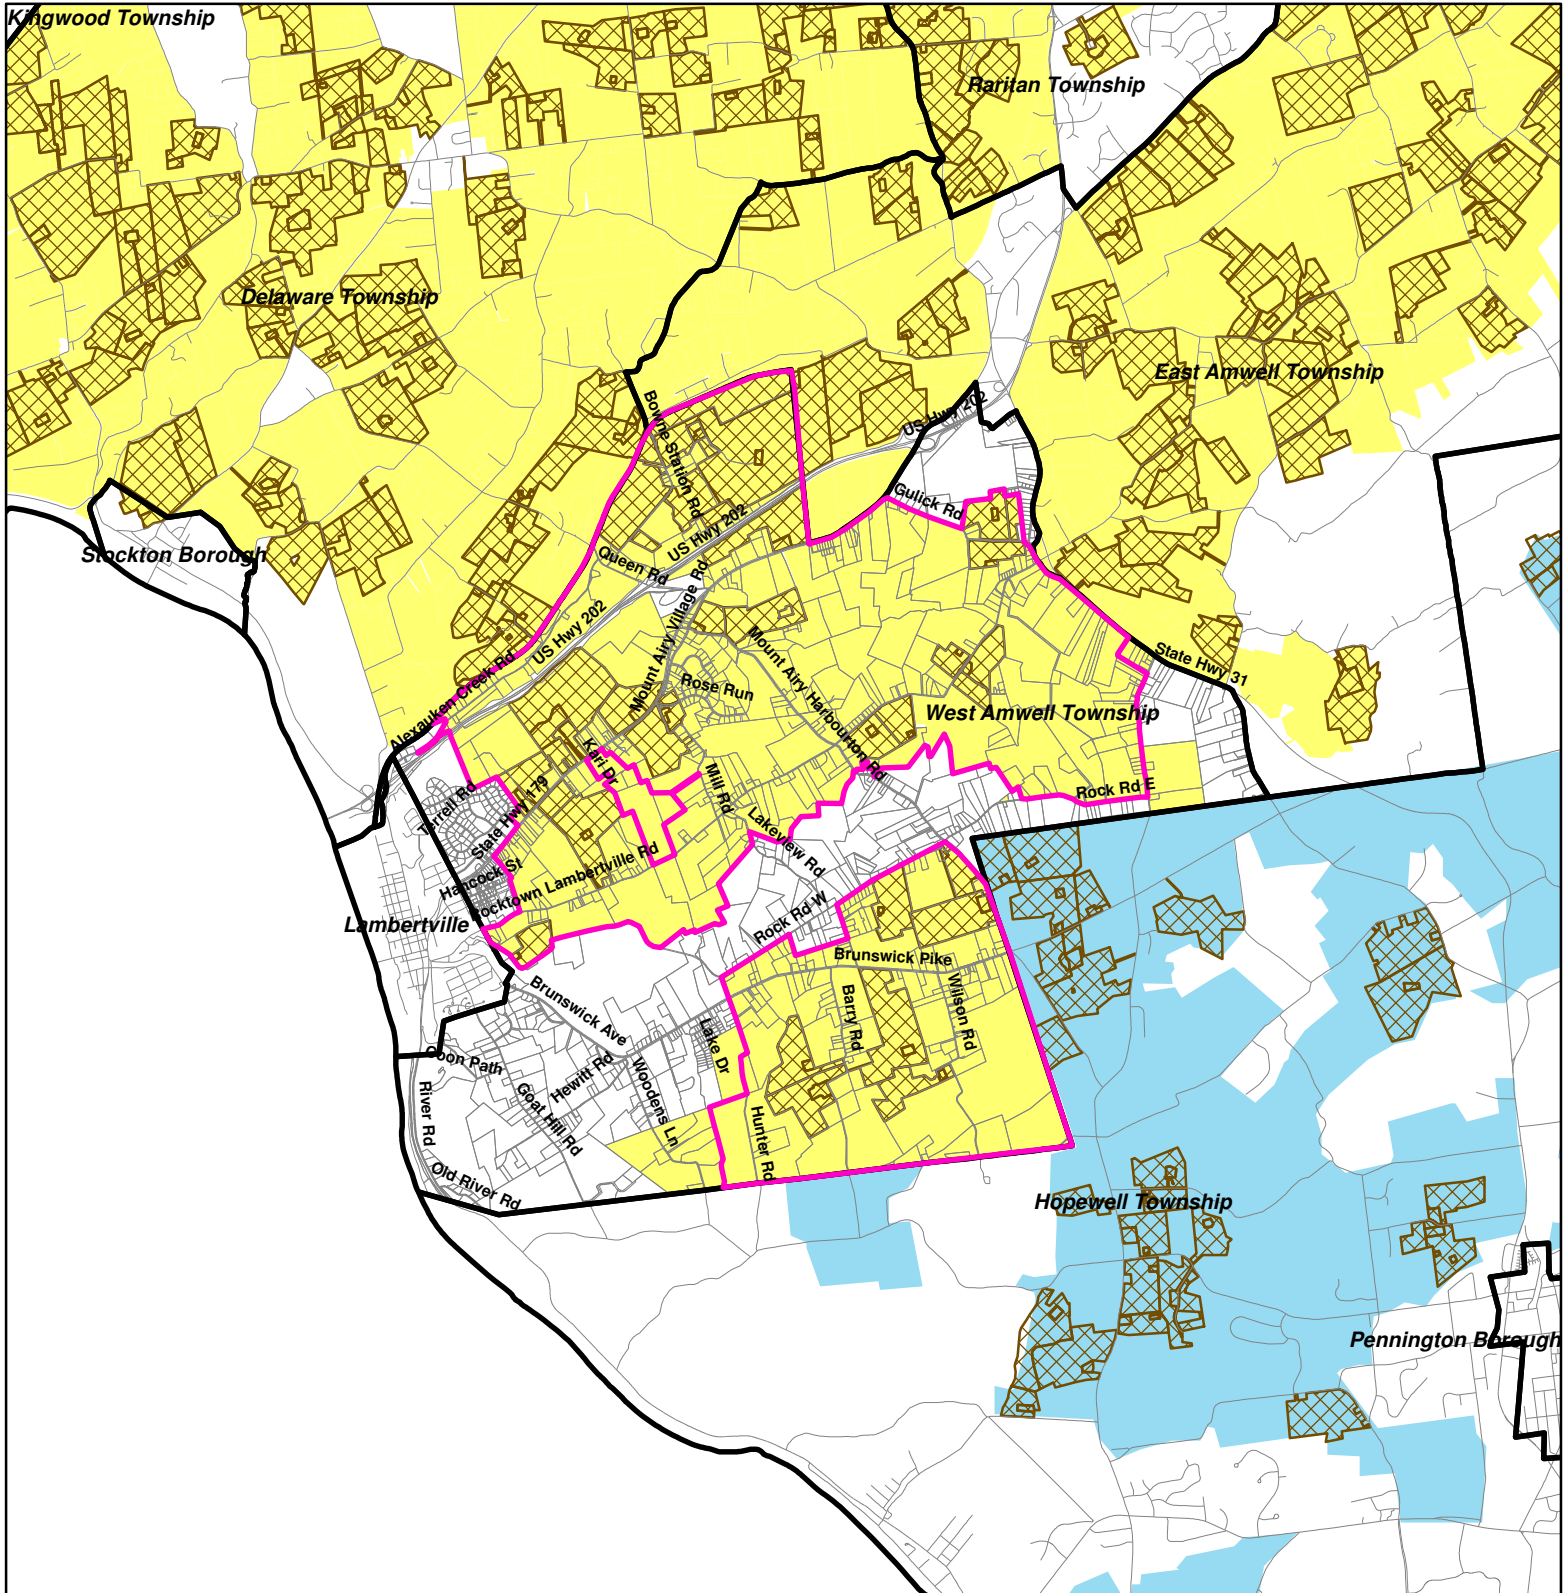 Kingwood Township
Raritan Township
Delaware Township
East Amwell Township
US Hwy 202
Bowne Station Rd
Gulick Rd
US Hwy 202
Stockton Borough
Queen Rd
US Hwy 202
Mount Airy Village Rd
Mount Airy Harbourton Rd
State Hwy 31
Alexauken Creek Rd
Rose Run
West Amwell Township
Kari Dr
Mill Rd
Rock Rd E
Terrell Rd
State Hwy 179
Lakeview Rd
Hancock St
Rocktown Lambertville Rd
Lambertville
Rock Rd W
Brunswick Pike
Brunswick Ave
Barry Rd
Wilson Rd
Lake Dr
Coon Path
Hewitt Rd
Woodens Ln
River Rd
Goat Hill Rd
Hunter Rd
Old River Rd
Hopewell Township
Pennington Borough